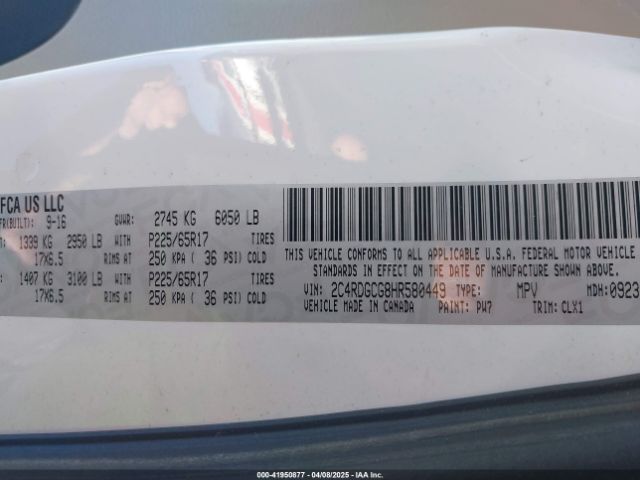 FCA US LLC
FR(BUILT): 9-16
GVWR: 2745 KG 6050 LB
1339 KG 2950 LB WITH P225/65R17 TIRES
17X6.5 RIMS AT 250 KPA ( 36 PSI) COLD
1407 KG 3100 LB WITH P225/65R17 TIRES
17X6.5 RIMS AT 250 KPA ( 36 PSI) COLD
THIS VEHICLE CONFORMS TO ALL APPLICABLE U.S.A. FEDERAL MOTOR VEHICLE
STANDARDS IN EFFECT ON THE DATE OF MANUFACTURE SHOWN ABOVE.
VIN: 2C4RDGCG8HR580449 TYPE: MPV MDH:0923
VEHICLE MADE IN CANADA PAINT: PW7 TRIM: CLX1
000-41950877 - 04/08/2025 - IAA Inc.